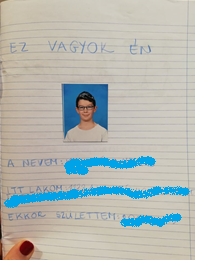 EZ VAGYOK ÉN
A NEVEM:
ITT LAKOM
EKKOR SZÜLETTEM: